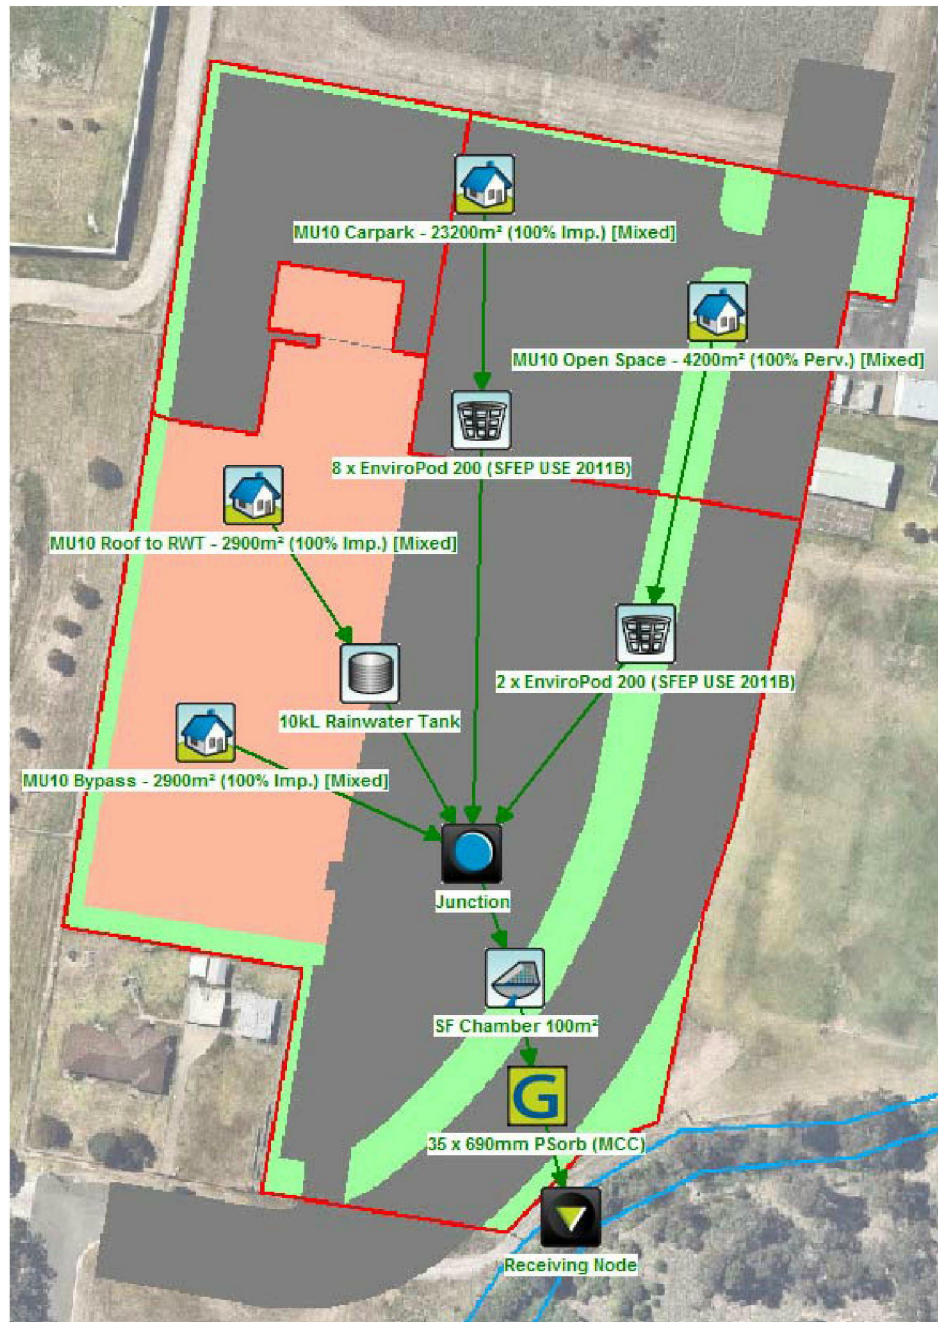 MU10 Carpark - 23200m² (100% Imp.) [Mixed]
MU10 Open Space - 4200m² (100% Perv.) [Mixed]
8 x EnviroPod 200 (SFEP USE 2011B)
MU10 Roof to RWT - 2900m² (100% Imp.) [Mixed]
2 x EnviroPod 200 (SFEP USE 2011B)
10kL Rainwater Tank
MU10 Bypass - 2900m² (100% Imp.) [Mixed]
Junction
SF Chamber 100m²
G
35 x 690mm PSorb (MCC)
Receiving Node